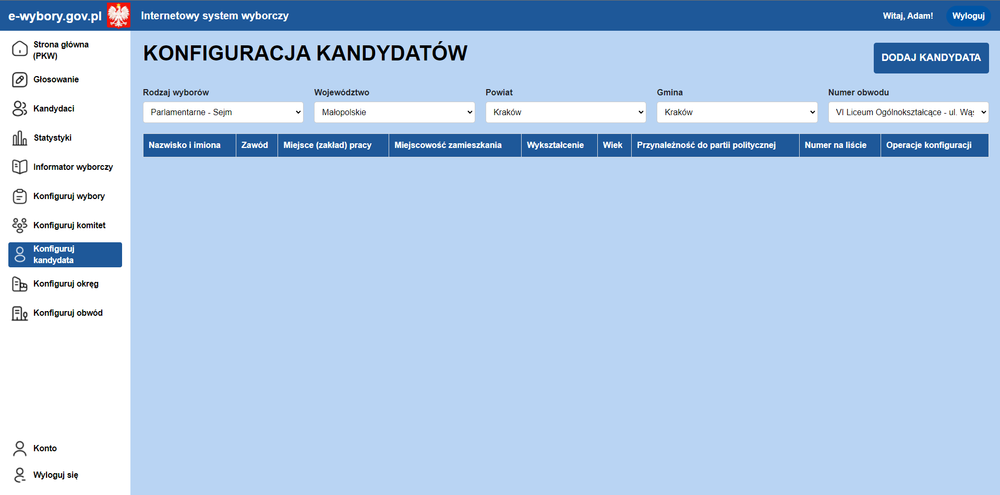 e-wybory.gov.pl
Internetowy system wyborczy
Witaj, Adam!
Wyloguj
Strona główna
(PKW)
Głosowanie
Kandydaci
Statystyki
Informator wyborczy
Konfiguruj wybory
Konfiguruj komitet
Konfiguruj
kandydata
Konfiguruj okręg
Konfiguruj obwód
Konto
Wyloguj się
KONFIGURACJA KANDYDATÓW
DODAJ KANDYDATA
Rodzaj wyborów
Województwo
Powiat
Gmina
Numer obwodu
Parlamentarne - Sejm
Małopolskie
Kraków
Kraków
VI Liceum Ogólnokształcące - ul.
Nazwisko i imiona
Zawód
Miejsce (zakład) pracy
Miejscowość zamieszkania
Wykształcenie
Wiek
Przynależność do partii politycznej
Numer na liście
Operacje konfiguracji